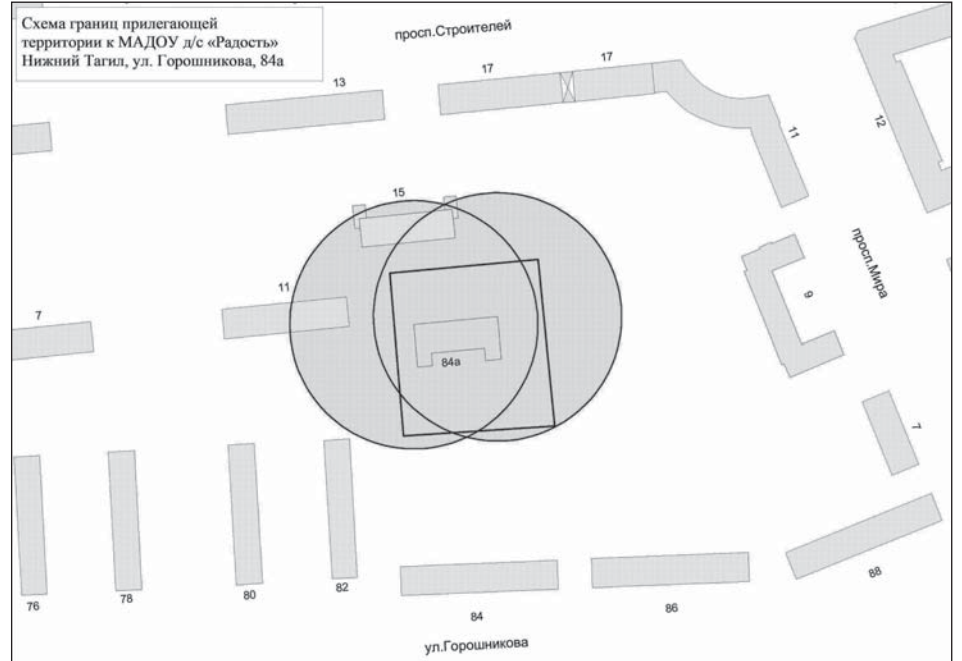 Схема границ прилегающей
территории к МАДОУ д/с «Радость»
Нижний Тагил, ул. Горошникова, 84а
просп.Строителей
13
17
17
11
12
15
просп.Мира
11
9
7
84а
7
76
78
80
82
84
86
88
ул.Горошникова